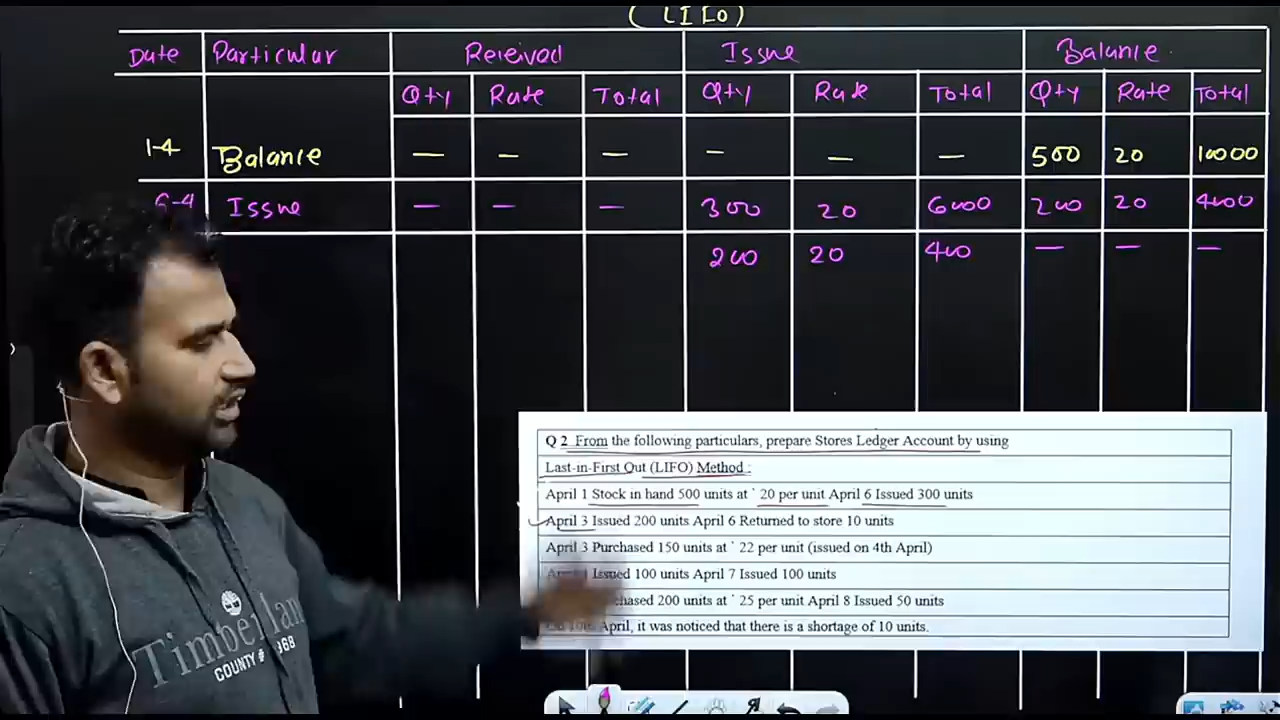 (LIFO)
Date Particular Received Issue Balance
Qty Rate Total Qty Rate Total Qty Rate Total
1-4 Balance — — — — — — 500 20 10000
6-4 Issue — — — 300 20 6000 200 20 4000
200 20 400 — — —
Q 2 From the following particulars, prepare Stores Ledger Account by using
Last-in-First Out (LIFO) Method :
April 1 Stock in hand 500 units at ` 20 per unit April 6 Issued 300 units
April 3 Issued 200 units April 6 Returned to store 10 units
April 3 Purchased 150 units at ` 22 per unit (issued on 4th April)
Issued 100 units April 7 Issued 100 units
200 units at ` 25 per unit April 8 Issued 50 units
April, it was noticed that there is a shortage of 10 units.
Timberland
COUNTY #